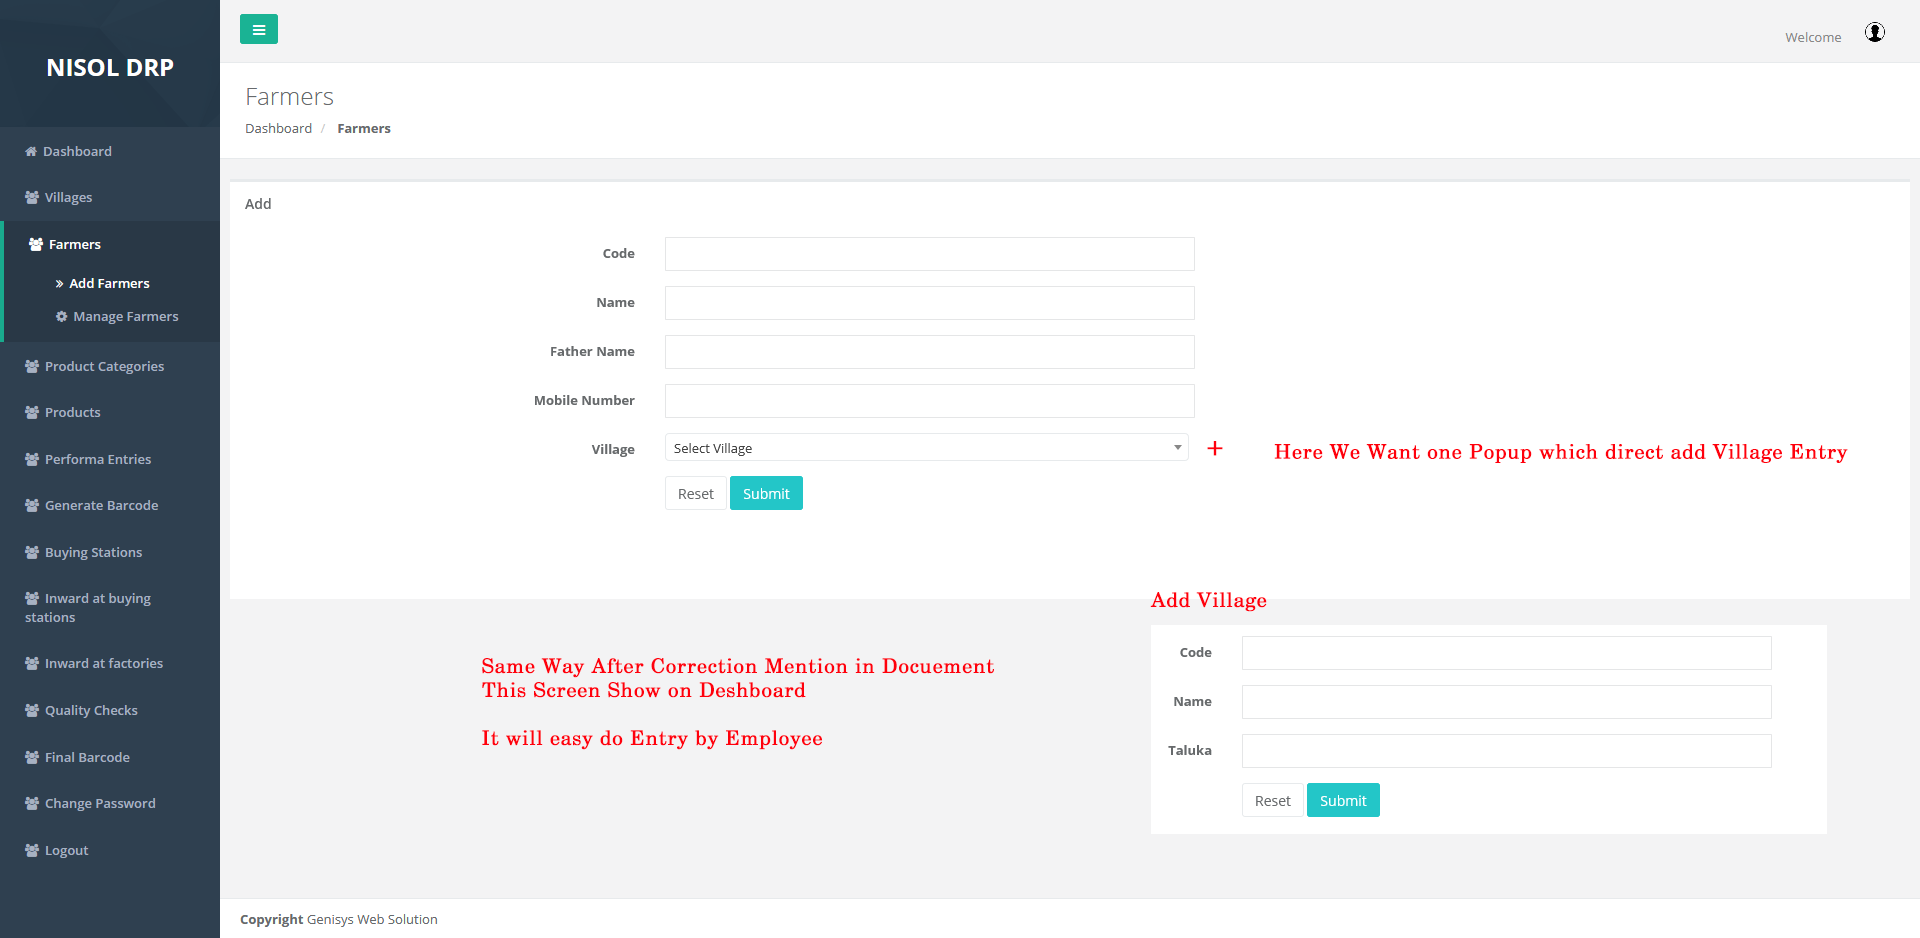 NISOL DRP
Dashboard
Villages
Farmers
Add Farmers
Manage Farmers
Product Categories
Products
Performa Entries
Generate Barcode
Buying Stations
Inward at buying
stations
Inward at factories
Quality Checks
Final Barcode
Change Password
Logout
Welcome
Farmers
Dashboard / Farmers
Add
Code
Name
Father Name
Mobile Number
Village
Select Village
+
Here We Want one Popup which direct add Village Entry
Reset
Submit
Add Village
Same Way After Correction Mention in Docuement
This Screen Show on Deshboard
It will easy do Entry by Employee
Code
Name
Taluka
Reset
Submit
Copyright Genisys Web Solution